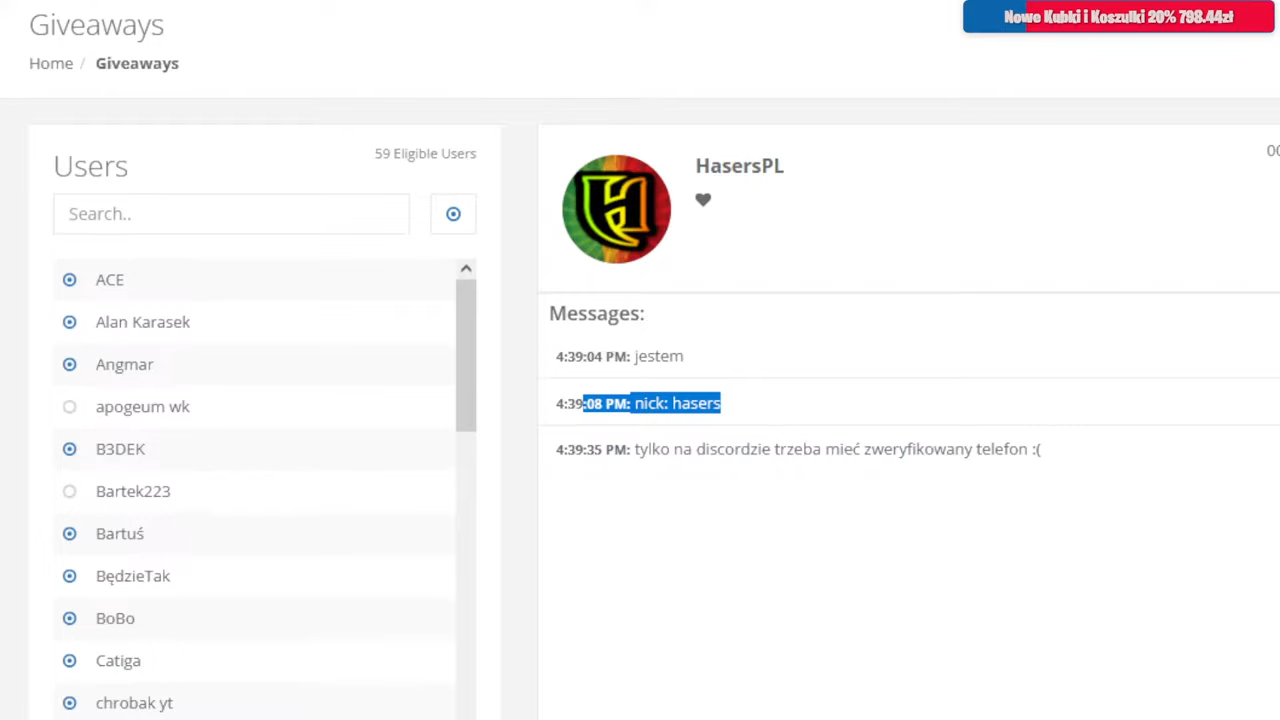 Giveaways
Nowe Kubki i Koszulki 20% 798.44zł
Home / Giveaways
Users
59 Eligible Users
Search..
ACE
Alan Karasek
Angmar
apogeum wk
B3DEK
Bartek223
Bartuś
BędzieTak
BoBo
Catiga
chrobak yt
HasersPL
00
Messages:
4:39:04 PM: jestem
4:39:08 PM: nick: hasers
4:39:35 PM: tylko na discordzie trzeba mieć zweryfikowany telefon :(